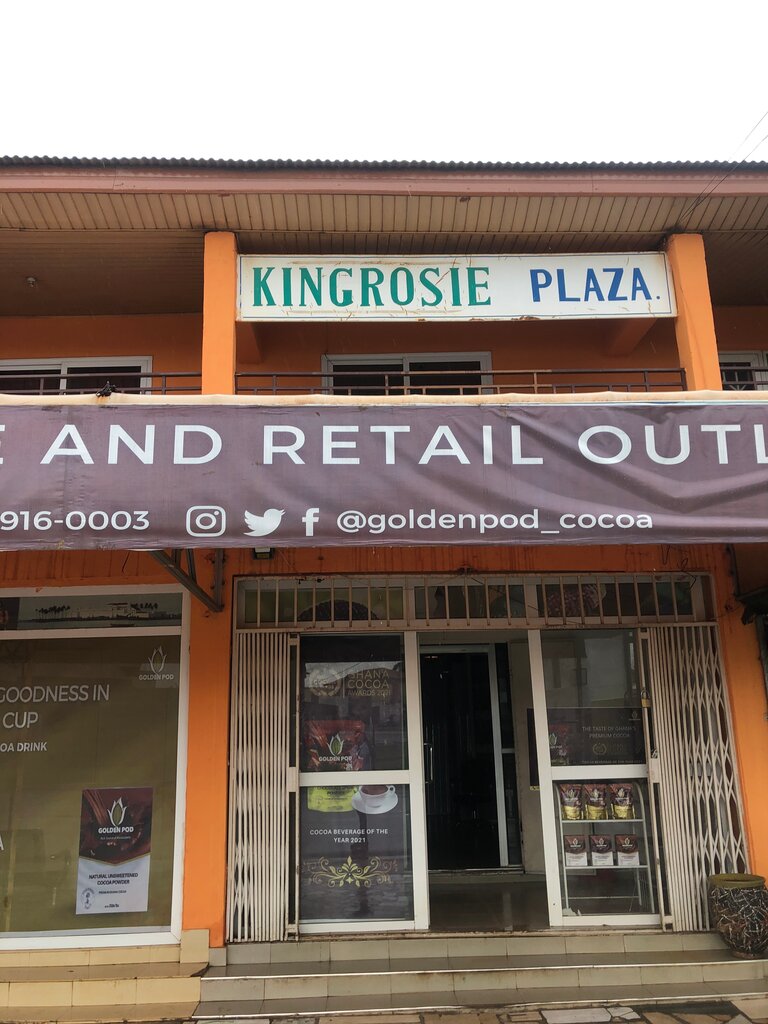 KINGROSIE PLAZA.
E AND RETAIL OUTL
916-0003 @goldenpod_cocoa
GOLDEN POD
GOODNESS IN
CUP
OA DRINK
GOLDEN POD
NATURAL UNSWEETENED
COCOA POWDER
GHANA
COCOA
AWARDS 2021
GOLDEN POD
COCOA BEVERAGE OF THE
YEAR 2021
THE TASTE OF GHANA'S
PREMIUM COCOA